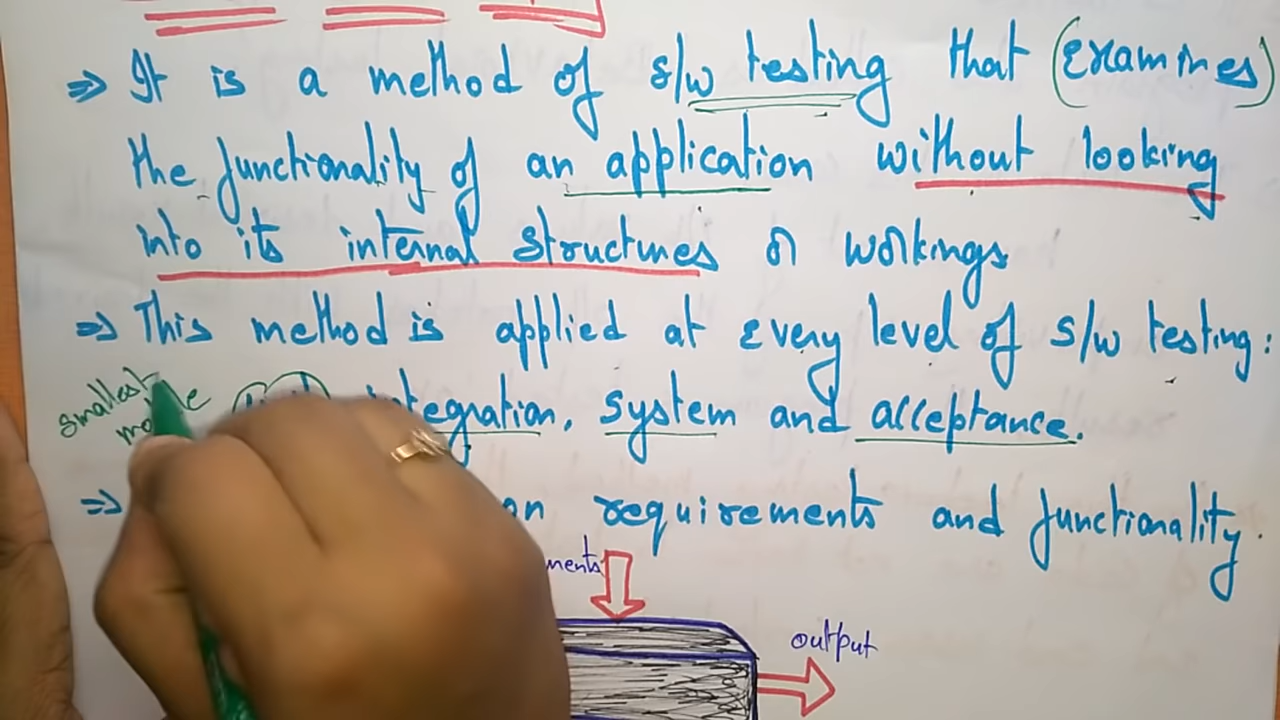 ⇒ It is a method of s/w testing that (Examines)
the functionality of an application without looking
into its internal structures or workings
⇒ This method is applied at every level of s/w testing:
smallest
integration, system and acceptance.
⇒ on requirements and functionality.
output